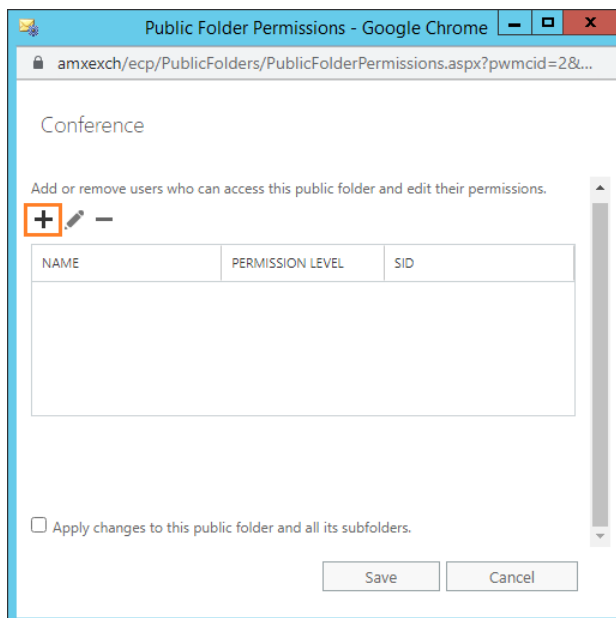 Public Folder Permissions - Google Chrome
amxexch/ecp/PublicFolders/PublicFolderPermissions.aspx?pwmcid=2&...
Conference
Add or remove users who can access this public folder and edit their permissions.
NAME PERMISSION LEVEL SID
Apply changes to this public folder and all its subfolders.
Save Cancel